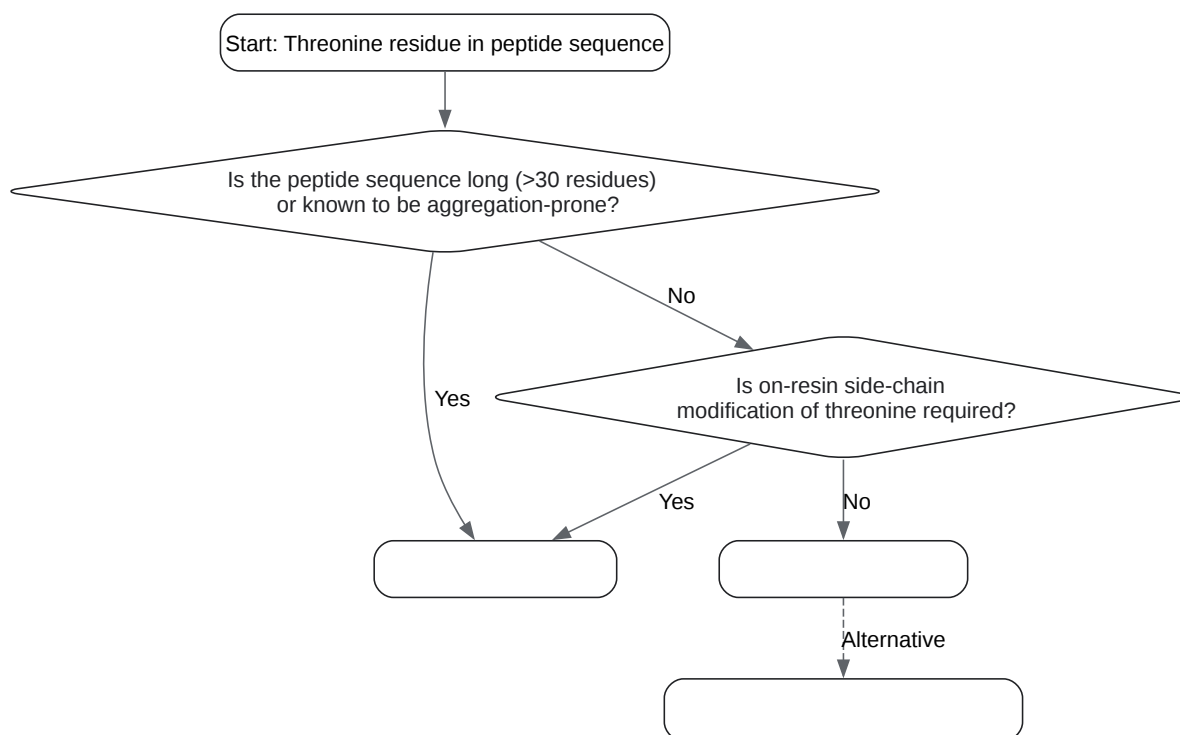 Start: Threonine residue in peptide sequence
Is the peptide sequence long (>30 residues)
or known to be aggregation-prone?
No
Yes
Is on-resin side-chain
modification of threonine required?
Yes
No
Alternative